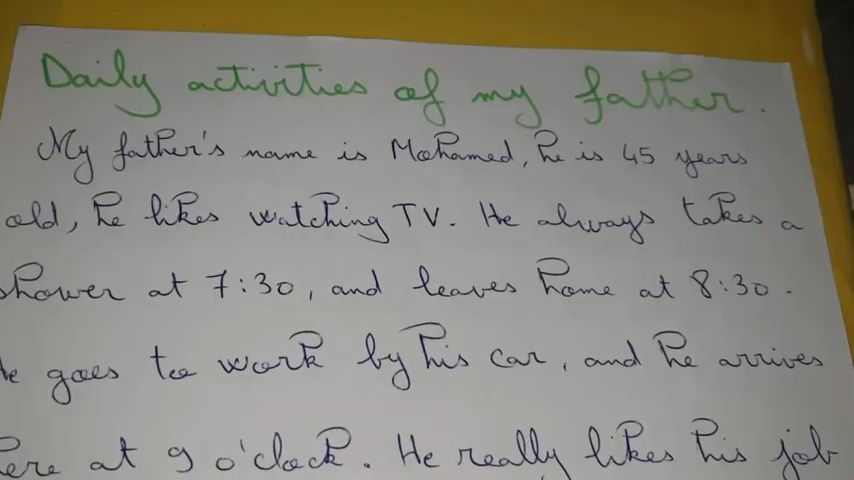 Daily activities of my father.
My father's name is Mohamed, he is 45 years
old, he likes watching TV. He always takes a
shower at 7:30, and leaves home at 8:30.
He goes to work by his car, and he arrives
here at 9 o'clock. He really likes his job